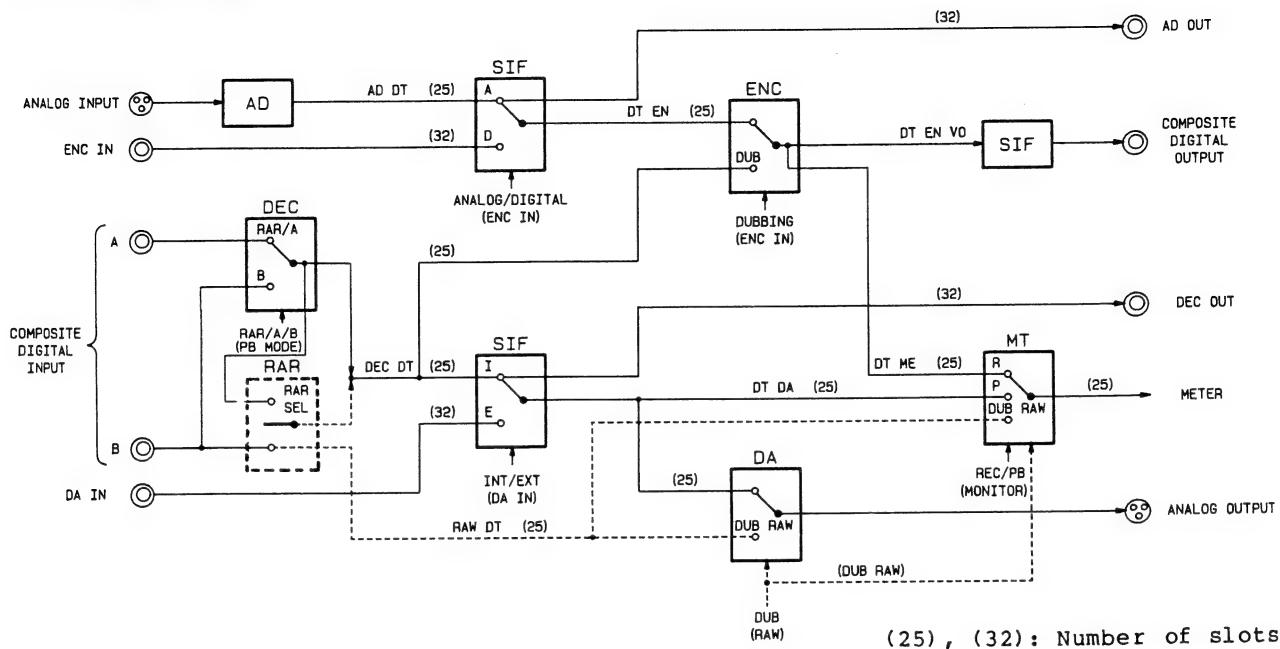 (32)
AD OUT
SIF
ANALOG INPUT
AD
AD DT (25)
A
ENC
DT EN (25)
ENC IN
(32)
D
DT EN VO
SIF
COMPOSITE
DIGITAL
OUTPUT
DUB
ANALOG/DIGITAL
(ENC IN)
DUBBING
(ENC IN)
DEC
A
RAR/A
(25)
B
(32)
DEC OUT
RAR/A/B
(PB MODE)
COMPOSITE
DIGITAL
INPUT
SIF
MT
RAR
DEC DT (25)
I
DT ME (25)
R
RAR
SEL
DT DA (25)
P
(25)
METER
(32)
E
DUB RAW
B
INT/EXT
(DA IN)
DA
REC/PB
(MONITOR)
DA IN
(25)
RAW DT (25)
DUB RAW
ANALOG OUTPUT
(DUB RAW)
DUB
(RAW)
(25), (32): Number of slots